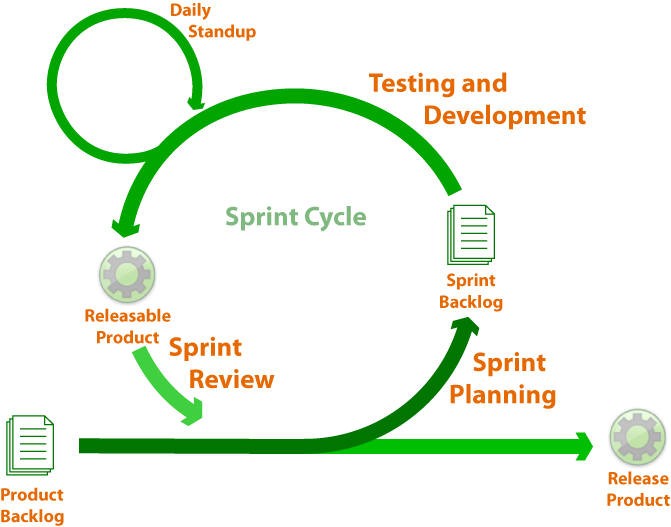 Daily
Standup
Testing and
Development
Sprint Cycle
Sprint
Backlog
Releasable
Product
Sprint
Review
Sprint
Planning
Product
Backlog
Release
Product